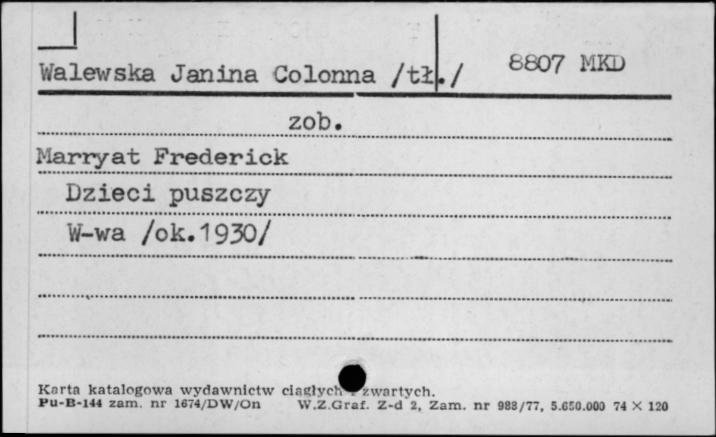 Walewska Janina Colonna /tł./ 8807 MKD
zob.
Marryat Frederick
Dzieci puszczy
W-wa /ok.1930/
Karta katalogowa wydawnictw ciągłych i zwartych.
Pu-B-144 zam. nr 1674/DW/On W.Z.Graf. Z-d 2, Zam. nr 988/77, 5.650.000 74 × 120